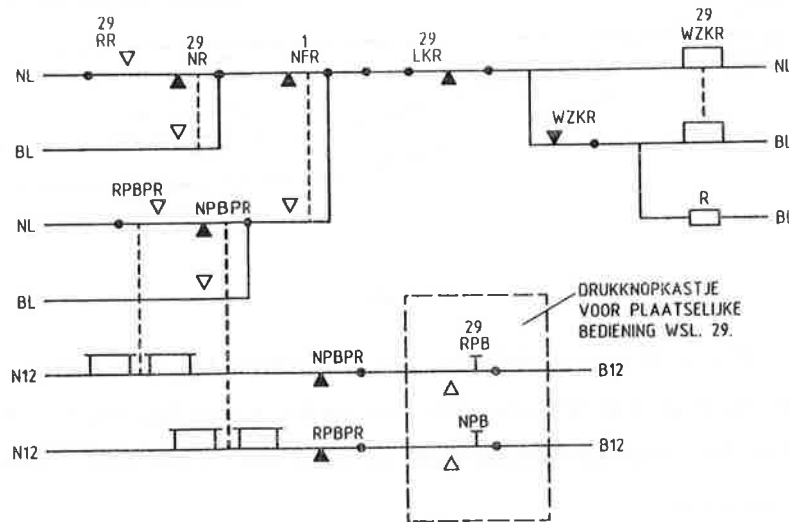 29
RR
29
NR
1
NFR
29
LKR
29
WZKR
NL
NL
WZKR
BL
BL
RPBPR
NPBPR
R
NL
BL
BL
DRUKKNOPKASTJE
VOOR PLAATSELIJKE
BEDIENING WSL. 29.
29
RPB
NPBPR
N12
B12
NPB
RPBPR
N12
B12